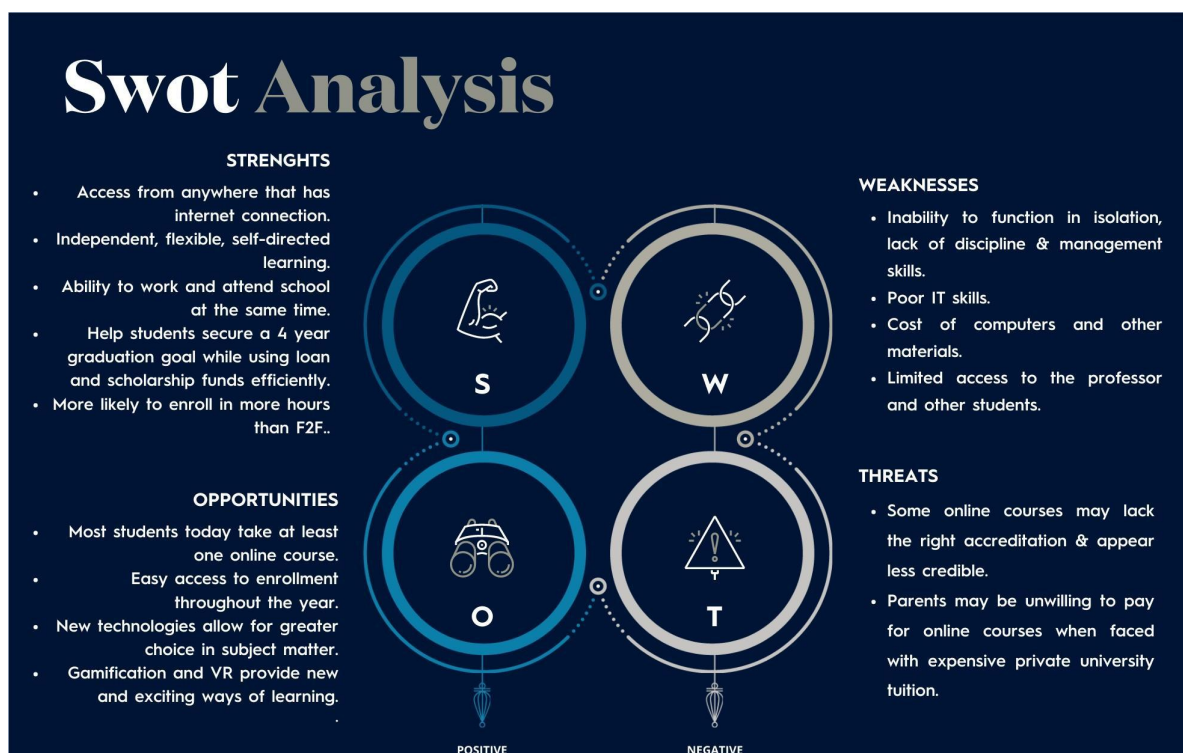 Swot Analysis
STRENGHTS
• Access from anywhere that has
internet connection.
• Independent, flexible, self-directed
learning.
• Ability to work and attend school
at the same time.
• Help students secure a 4 year
graduation goal while using loan
and scholarship funds efficiently.
• More likely to enroll in more hours
than F2F..
OPPORTUNITIES
• Most students today take at least
one online course.
• Easy access to enrollment
throughout the year.
• New technologies allow for greater
choice in subject matter.
• Gamification and VR provide new
and exciting ways of learning.
.
S
W
O
T
POSITIVE
NEGATIVE
WEAKNESSES
• Inability to function in isolation,
lack of discipline & management
skills.
• Poor IT skills.
• Cost of computers and other
materials.
• Limited access to the professor
and other students.
THREATS
• Some online courses may lack
the right accreditation & appear
less credible.
• Parents may be unwilling to pay
for online courses when faced
with expensive private university
tuition.